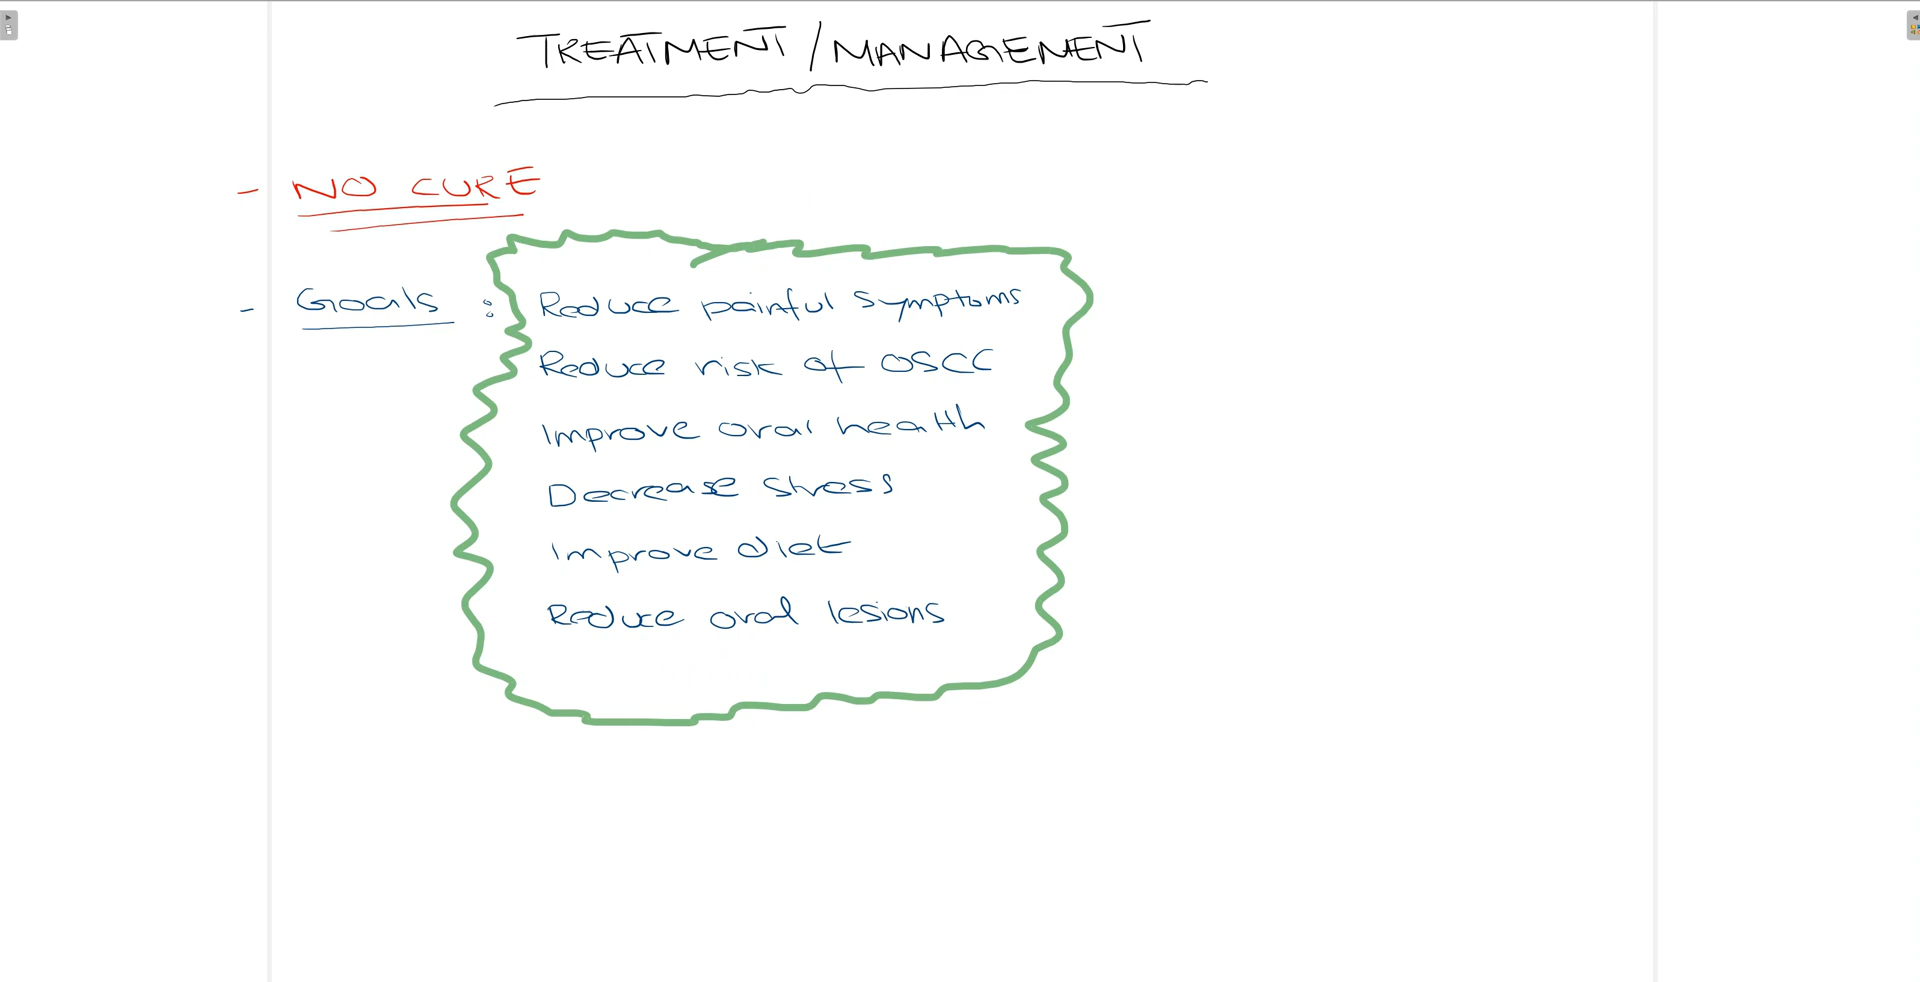 TREATMENT / MANAGEMENT
- NO CURE
- Goals : Reduce painful symptoms
Reduce risk of OSCC
Improve oral health
Decrease stress
Improve diet
Reduce oral lesions